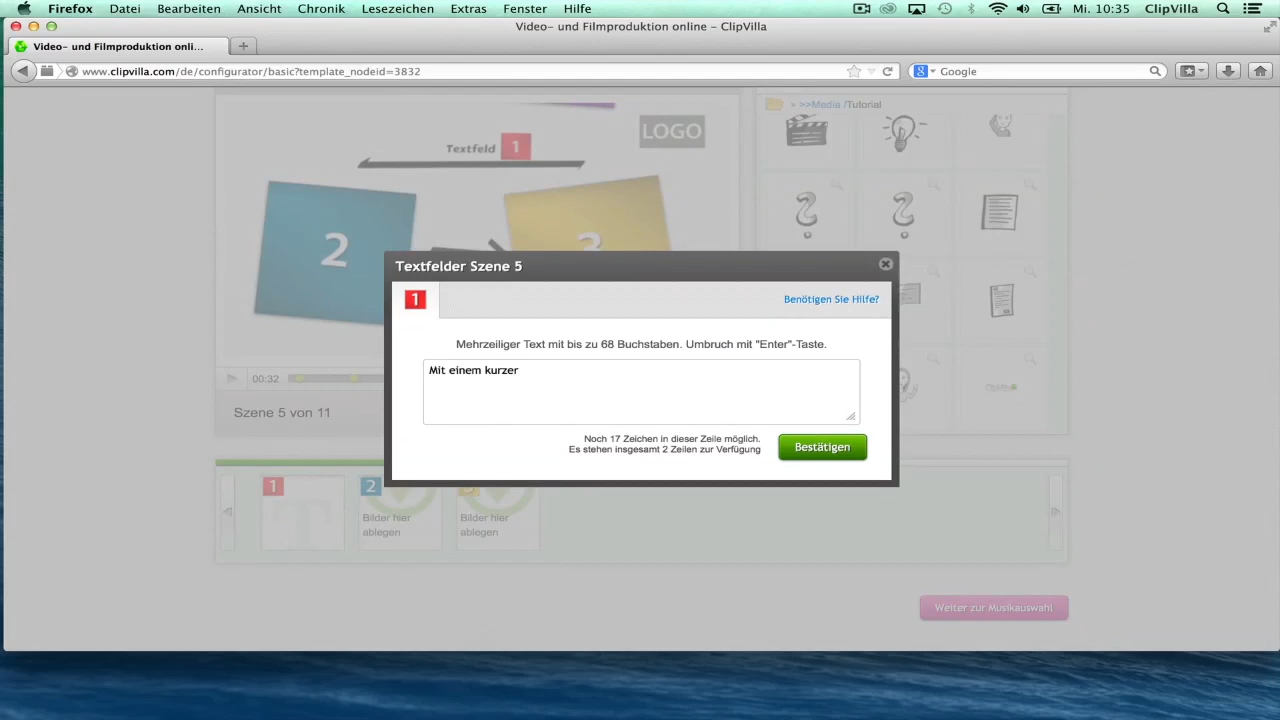 Firefox Datei Bearbeiten Ansicht Chronik Lesezeichen Extras Fenster Hilfe Mi. 10:35 ClipVilla
Video- und Filmproduktion online - ClipVilla
Video- und Filmproduktion onli...
www.clipvilla.com/de/configurator/basic?template_nodeid=3832
Google
» >>Media /Tutorial
LOGO
Textfeld 1
2
Textfelder Szene 5
1
Benötigen Sie Hilfe?
Mehrzeiliger Text mit bis zu 68 Buchstaben. Umbruch mit "Enter"-Taste.
Mit einem kurzer
00:32
Szene 5 von 11
Noch 17 Zeichen in dieser Zeile möglich.
Es stehen insgesamt 2 Zeilen zur Verfügung
Bestätigen
1 2
Bilder hier ablegen
Bilder hier ablegen
Weiter zur Musikauswahl